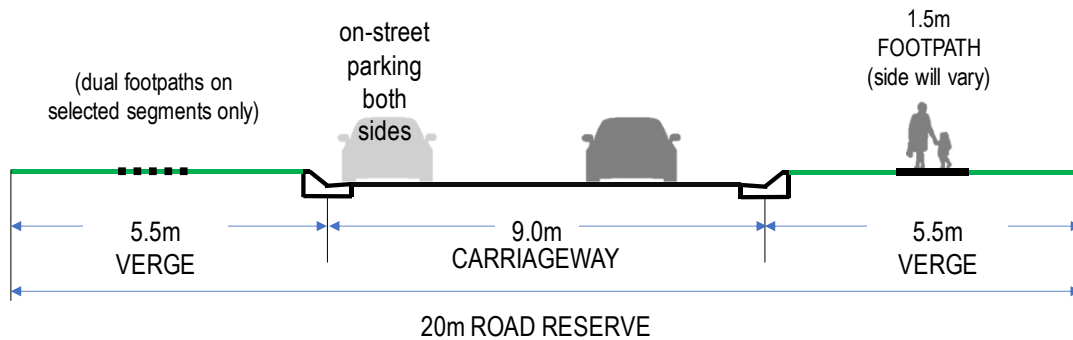 on-street
parking
both
sides
1.5m
FOOTPATH
(side will vary)
(dual footpaths on
selected segments only)
5.5m
VERGE
9.0m
CARRIAGEWAY
5.5m
VERGE
20m ROAD RESERVE